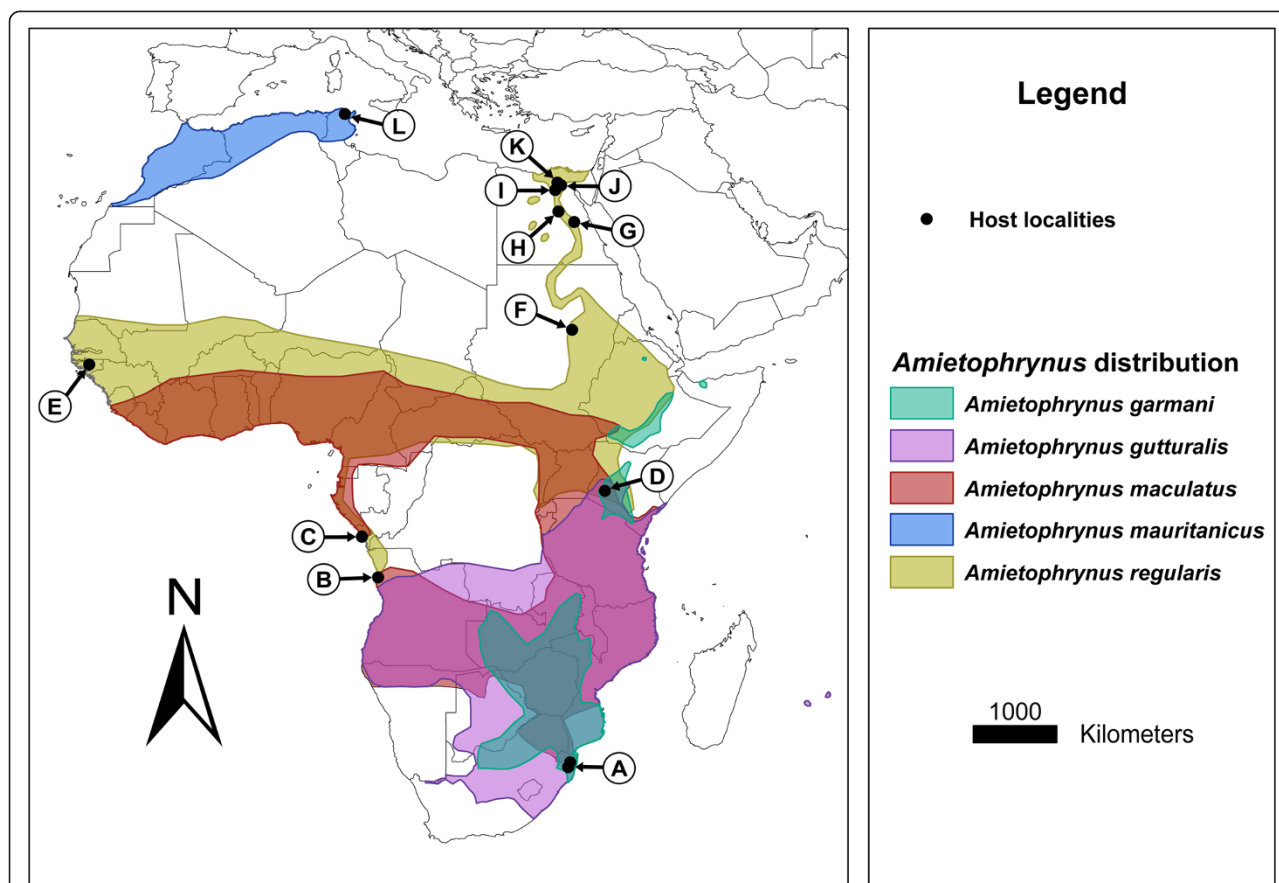 L
K
I
J
H
G
F
E
D
C
B
N
A
Legend
Host localities
Amietophrynus distribution
Amietophrynus garmani
Amietophrynus gutturalis
Amietophrynus maculatus
Amietophrynus mauritanicus
Amietophrynus regularis
1000
Kilometers